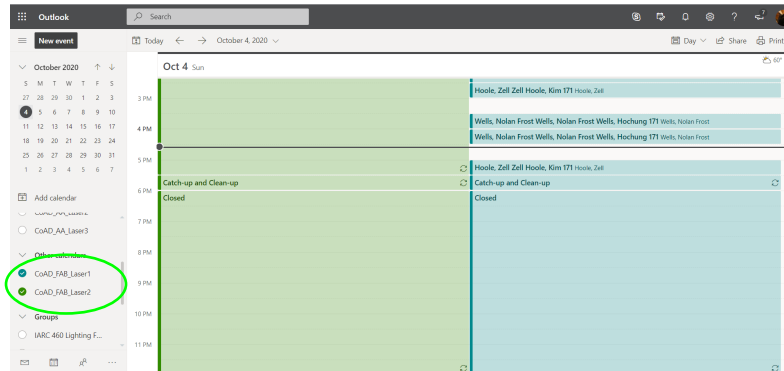 Outlook
Search
?
New event
Today
October 4, 2020
Day
Share
Print
October 2020
S M T W T F S
27 28 29 30 1 2 3
4 5 6 7 8 9 10
11 12 13 14 15 16 17
18 19 20 21 22 23 24
25 26 27 28 29 30 31
1 2 3 4 5 6 7
Add calendar
CoAD_AA_Laser2
CoAD_AA_Laser3
Other calendars
CoAD_FAB_Laser1
CoAD_FAB_Laser2
Groups
IARC 460 Lighting F...
Oct 4 Sun
60°
3 PM
4 PM
5 PM
6 PM
7 PM
8 PM
9 PM
10 PM
11 PM
Catch-up and Clean-up
Closed
Hoole, Zell Zell Hoole, Kim 171 Hoole, Zell
Wells, Nolan Frost Wells, Nolan Frost Wells, Hochung 171 Wells, Nolan Frost
Wells, Nolan Frost Wells, Nolan Frost Wells, Hochung 171 Wells, Nolan Frost
Hoole, Zell Zell Hoole, Kim 171 Hoole, Zell
Catch-up and Clean-up
Closed